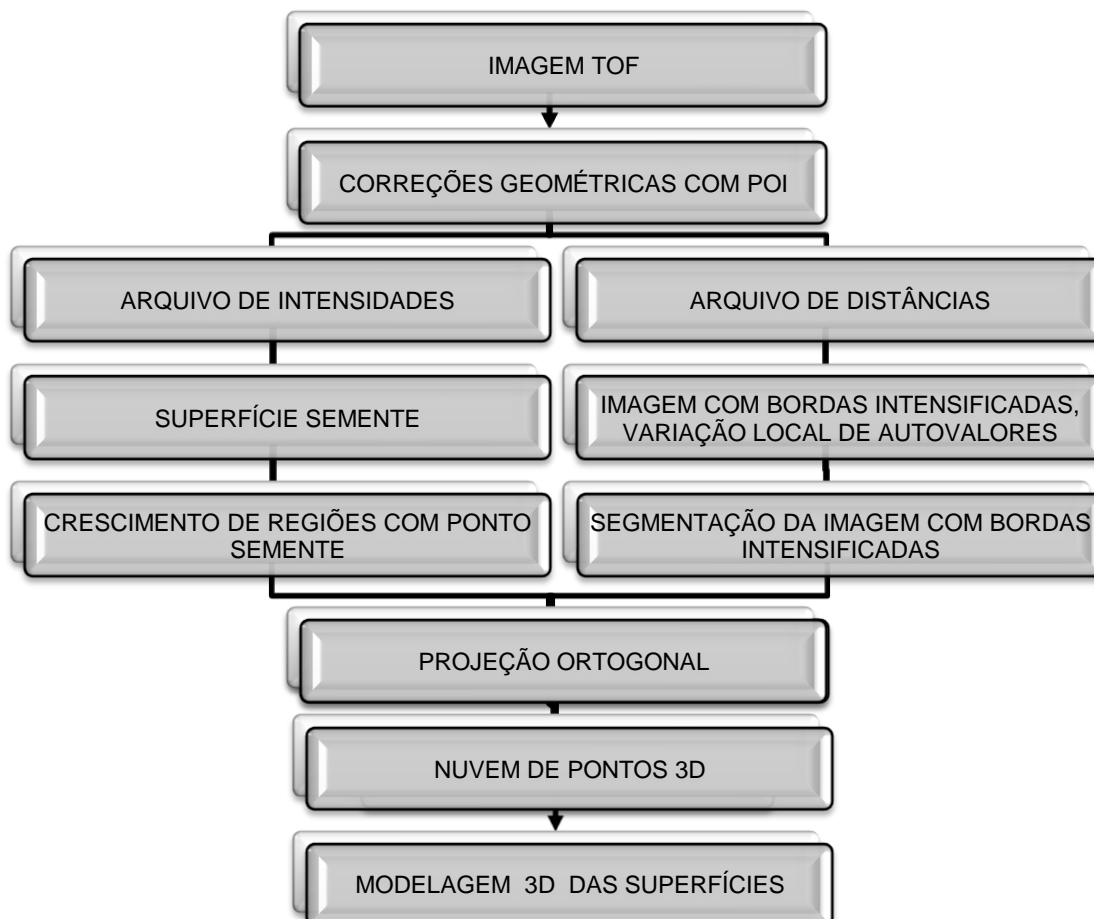 IMAGEM TOF
CORREÇÕES GEOMÉTRICAS COM POI
ARQUIVO DE INTENSIDADES
ARQUIVO DE DISTÂNCIAS
SUPERFÍCIE SEMENTE
IMAGEM COM BORDAS INTENSIFICADAS,
VARIAÇÃO LOCAL DE AUTOVALORES
CRESCIMENTO DE REGIÕES COM PONTO
SEMENTE
SEGMENTAÇÃO DA IMAGEM COM BORDAS
INTENSIFICADAS
PROJEÇÃO ORTOGONAL
NUVEM DE PONTOS 3D
MODELAGEM 3D DAS SUPERFÍCIES